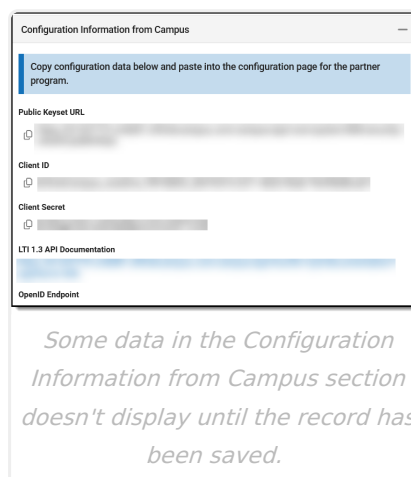 Configuration Information from Campus
Copy configuration data below and paste into the configuration page for the partner
program.
Public Keyset URL
Client ID
Client Secret
LTI 1.3 API Documentation
OpenID Endpoint
Some data in the Configuration
Information from Campus section
doesn't display until the record has
been saved.